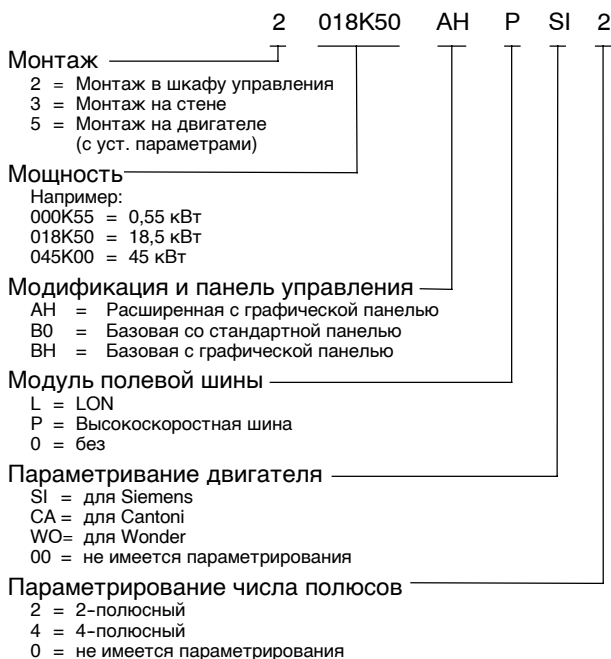 2 018K50 AH P SI 2
Монтаж
2 = Монтаж в шкафу управления
3 = Монтаж на стене
5 = Монтаж на двигателе
(с уст. параметрами)
Мощность
Например:
000K55 = 0,55 кВт
018K50 = 18,5 кВт
045K00 = 45 кВт
Модификация и панель управления
AH = Расширенная с графической панелью
B0 = Базовая со стандартной панелью
BH = Базовая с графической панелью
Модуль полевой шины
L = LON
P = Высокоскоростная шина
0 = без
Параметривание двигателя
SI = для Siemens
CA = для Cantoni
WO= для Wonder
00 = не имеется параметрирования
Параметрирование числа полюсов
2 = 2-полюсный
4 = 4-полюсный
0 = не имеется параметрирования